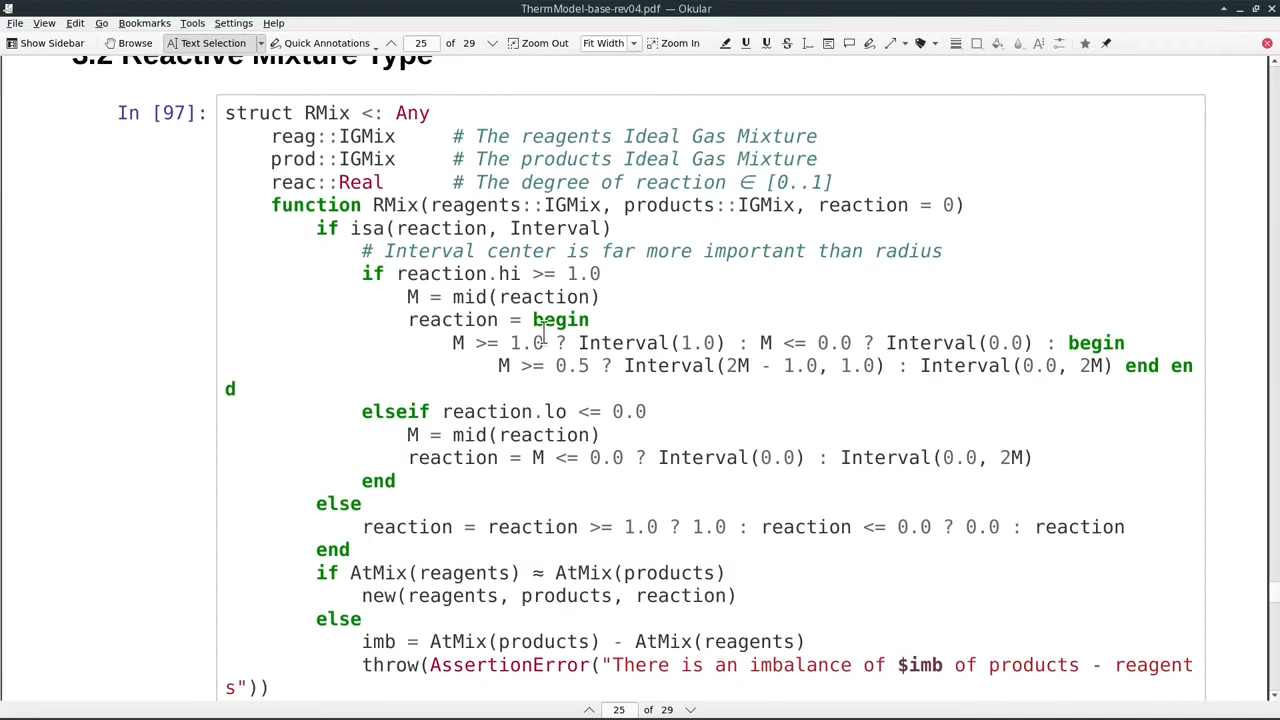 ThermModel-base-rev04.pdf — Okular
File View Edit Go Bookmarks Tools Settings Help
Show Sidebar Browse Text Selection Quick Annotations 25 of 29 Zoom Out Fit Width Zoom In
3.2 Reactive Mixture Type
In [97]: struct RMix <: Any
reag::IGMix # The reagents Ideal Gas Mixture
prod::IGMix # The products Ideal Gas Mixture
reac::Real # The degree of reaction ∈ [0..1]
function RMix(reagents::IGMix, products::IGMix, reaction = 0)
if isa(reaction, Interval)
# Interval center is far more important than radius
if reaction.hi >= 1.0
M = mid(reaction)
reaction = begin
M >= 1.0 ? Interval(1.0) : M <= 0.0 ? Interval(0.0) : begin
M >= 0.5 ? Interval(2M - 1.0, 1.0) : Interval(0.0, 2M) end en
d
elseif reaction.lo <= 0.0
M = mid(reaction)
reaction = M <= 0.0 ? Interval(0.0) : Interval(0.0, 2M)
end
else
reaction = reaction >= 1.0 ? 1.0 : reaction <= 0.0 ? 0.0 : reaction
end
if AtMix(reagents) ≈ AtMix(products)
new(reagents, products, reaction)
else
imb = AtMix(products) - AtMix(reagents)
throw(AssertionError("There is an imbalance of $imb of products - reagent
s"))
25 of 29